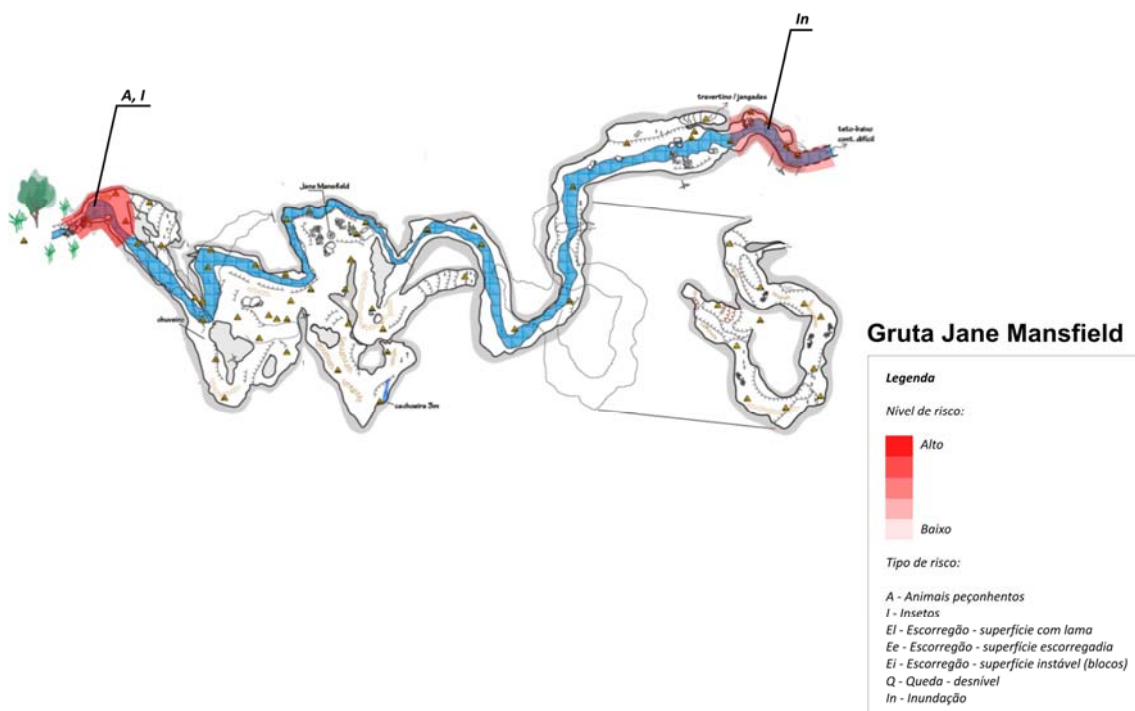 In
A, I
travertino / jangadas
teto-baixo
cont. difícil
Jane Mansfield
chuveiro
cachoeira 3m
Gruta Jane Mansfield
Legenda
Nível de risco:
Alto
Baixo
Tipo de risco:
A - Animais peçonhentos
I - Insetos
El - Escorregão - superfície com lama
Ee - Escorregão - superfície escorregadia
Ei - Escorregão - superfície instável (blocos)
Q - Queda - desnível
In - Inundação